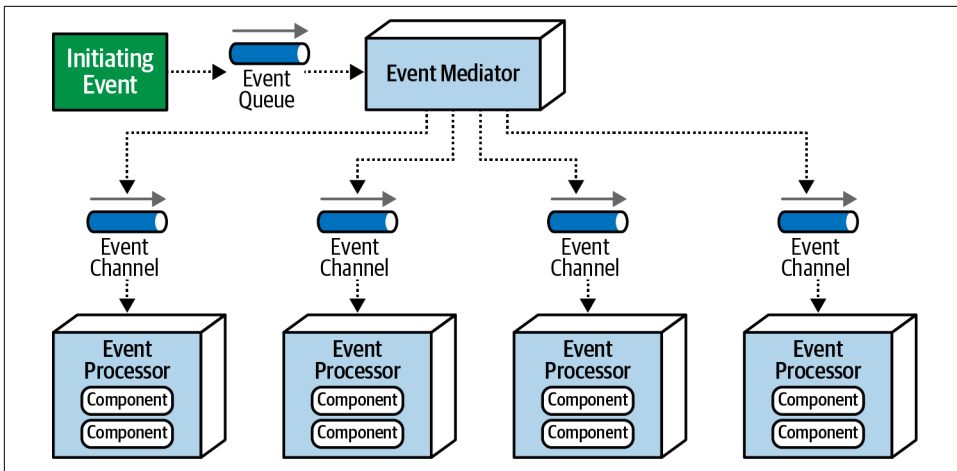 Initiating
Event
Event
Queue
Event Mediator
Event
Channel
Event
Channel
Event
Channel
Event
Channel
Event
Processor
Component
Component
Event
Processor
Component
Component
Event
Processor
Component
Component
Event
Processor
Component
Component